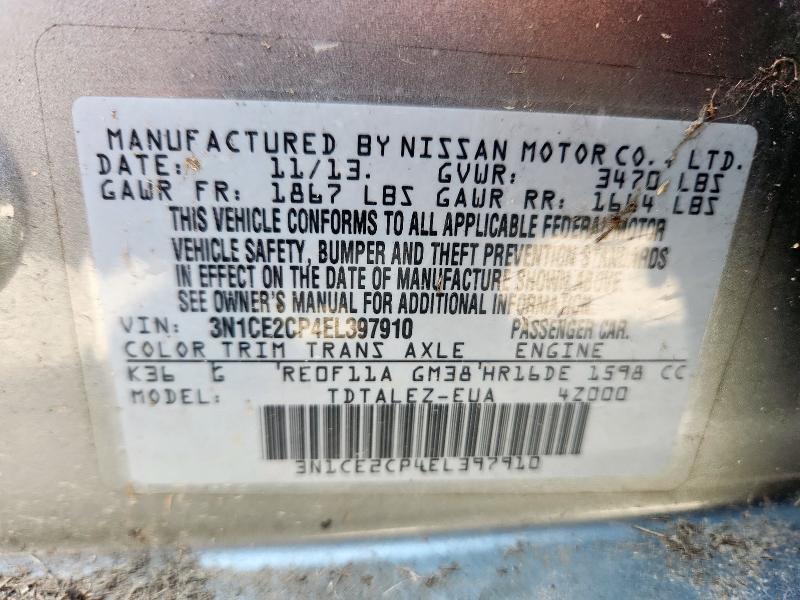 MANUFACTURED BY NISSAN MOTOR CO., LTD.
DATE: 11/13. GVWR: 3470 LBS
GAWR FR: 1867 LBS GAWR RR: 1604 LBS
THIS VEHICLE CONFORMS TO ALL APPLICABLE FEDERAL MOTOR
VEHICLE SAFETY, BUMPER AND THEFT PREVENTION STANDARDS
IN EFFECT ON THE DATE OF MANUFACTURE SHOWN ABOVE.
SEE OWNER'S MANUAL FOR ADDITIONAL INFORMATION.
VIN: 3N1CE2CP4EL397910 PASSENGER CAR.
COLOR TRIM TRANS AXLE ENGINE
K36 G 'RE0F11A GM38'HR16DE 1598 CC
MODEL: TDTALEZ-EUA 4Z000
3N1CE2CP4EL397910